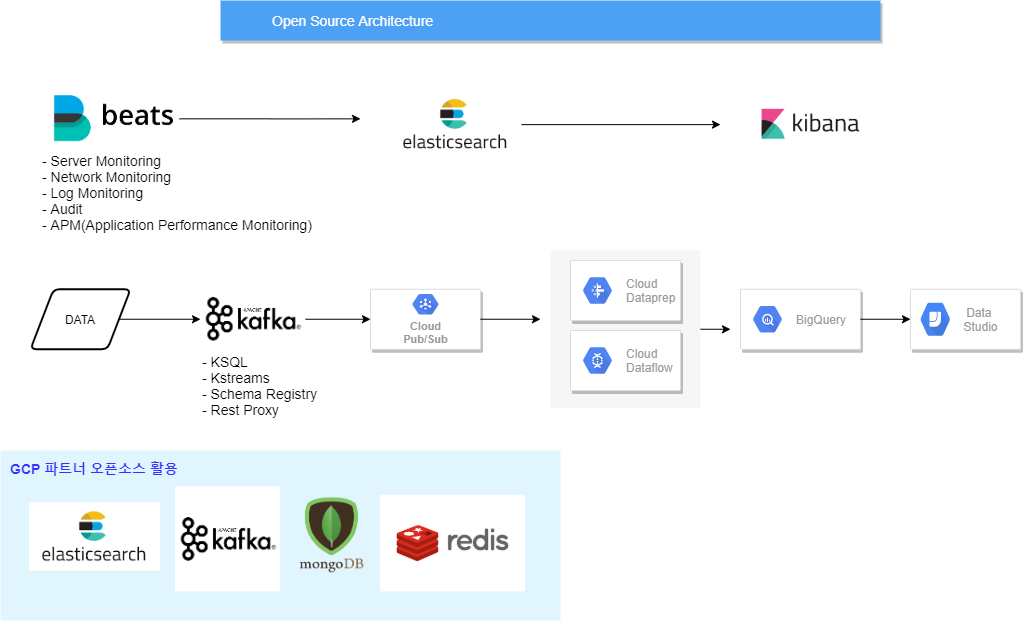 Open Source Architecture
beats
elasticsearch
kibana
- Server Monitoring
- Network Monitoring
- Log Monitoring
- Audit
- APM(Application Performance Monitoring)
DATA
APACHE
kafka®
Cloud
Pub/Sub
Cloud
Dataprep
Cloud
Dataflow
BigQuery
Data
Studio
- KSQL
- Kstreams
- Schema Registry
- Rest Proxy
GCP 파트너 오픈소스 활용
elasticsearch
APACHE
kafka®
mongoDB
redis